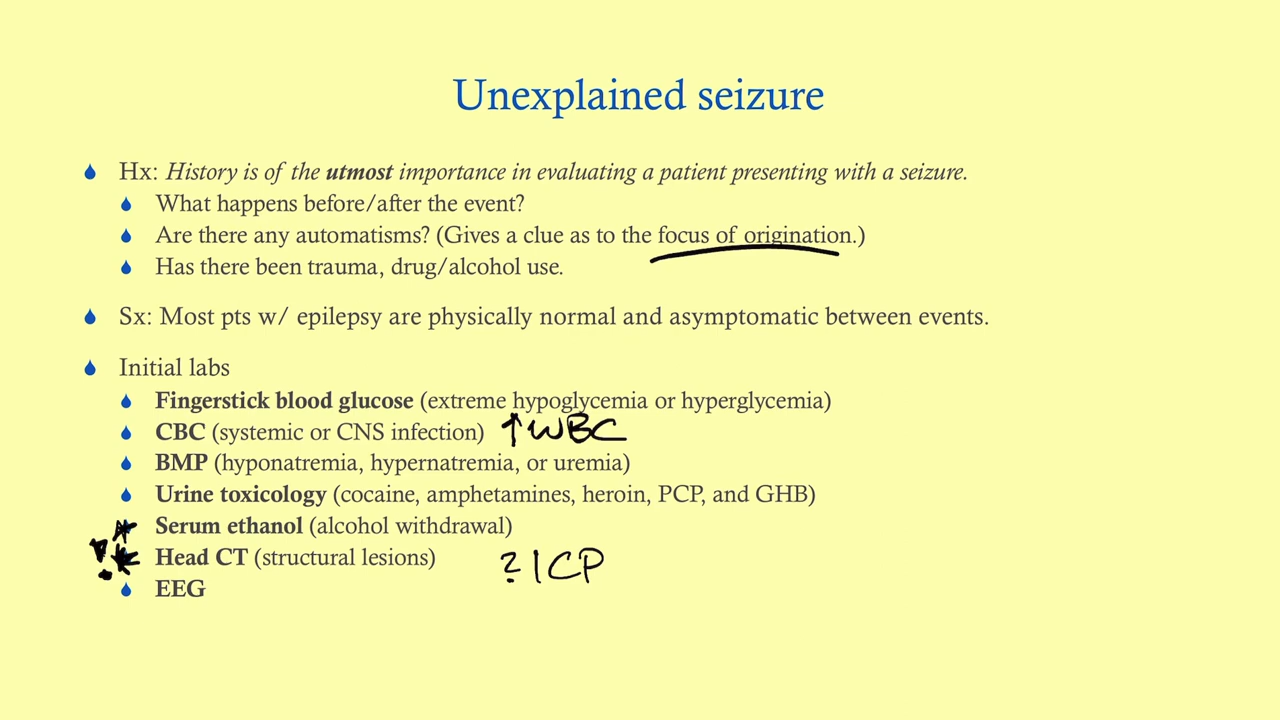 Unexplained seizure
Hx: History is of the utmost importance in evaluating a patient presenting with a seizure.
What happens before/after the event?
Are there any automatisms? (Gives a clue as to the focus of origination.)
Has there been trauma, drug/alcohol use.
Sx: Most pts w/ epilepsy are physically normal and asymptomatic between events.
Initial labs
Fingerstick blood glucose (extreme hypoglycemia or hyperglycemia)
CBC (systemic or CNS infection) ↑WBC
BMP (hyponatremia, hypernatremia, or uremia)
Urine toxicology (cocaine, amphetamines, heroin, PCP, and GHB)
Serum ethanol (alcohol withdrawal)
Head CT (structural lesions) ? ICP
EEG